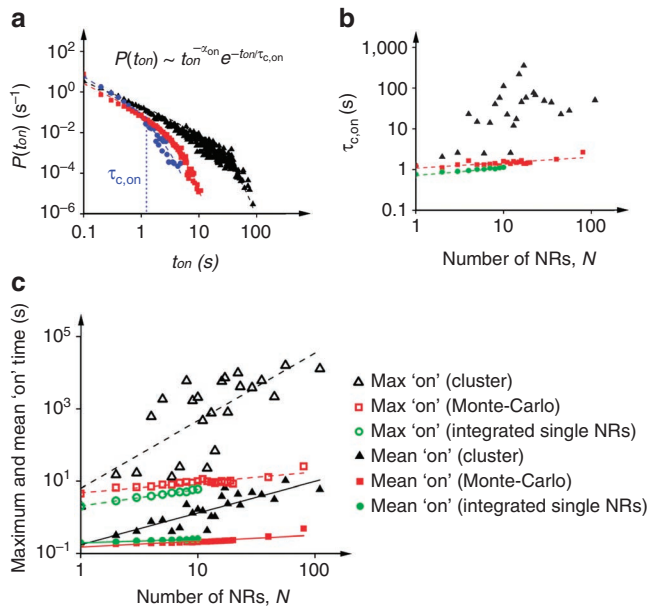 a
P(ton) ~ ton^-αon e^-ton/τc,on
P(ton) (s⁻¹)
10²
10⁰
10⁻²
10⁻⁴
10⁻⁶
τc,on
0.1 1 10 100
ton (s)
b
τc,on (s)
1,000
100
10
1
0.1
1 10 100
Number of NRs, N
c
Maximum and mean ‘on’ time (s)
10⁵
10³
10¹
10⁻¹
1 10 100
Number of NRs, N
Max ‘on’ (cluster)
Max ‘on’ (Monte-Carlo)
Max ‘on’ (integrated single NRs)
Mean ‘on’ (cluster)
Mean ‘on’ (Monte-Carlo)
Mean ‘on’ (integrated single NRs)